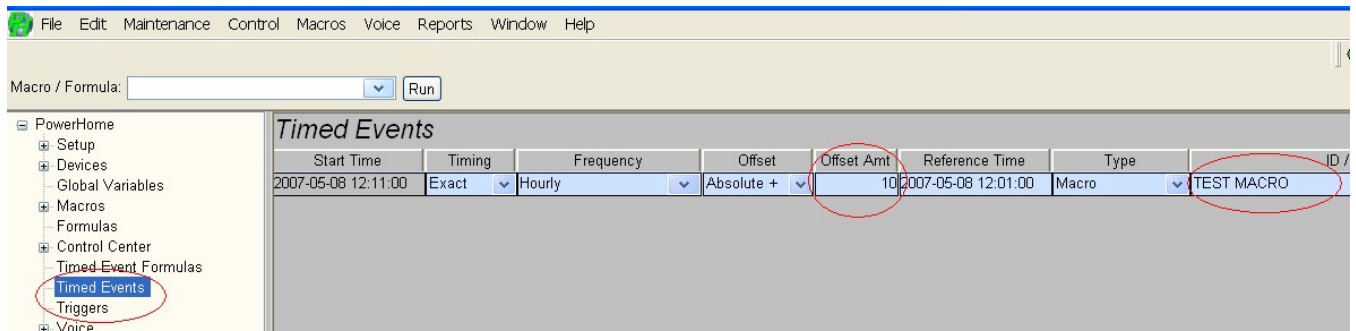 File Edit Maintenance Control Macros Voice Reports Window Help
Macro / Formula: Run
PowerHome
Setup
Devices
Global Variables
Macros
Formulas
Control Center
Timed Event Formulas
Timed Events
Triggers
Voice
Timed Events
Start Time Timing Frequency Offset Offset Amt Reference Time Type ID /
2007-05-08 12:11:00 Exact Hourly Absolute + 10 2007-05-08 12:01:00 Macro TEST MACRO